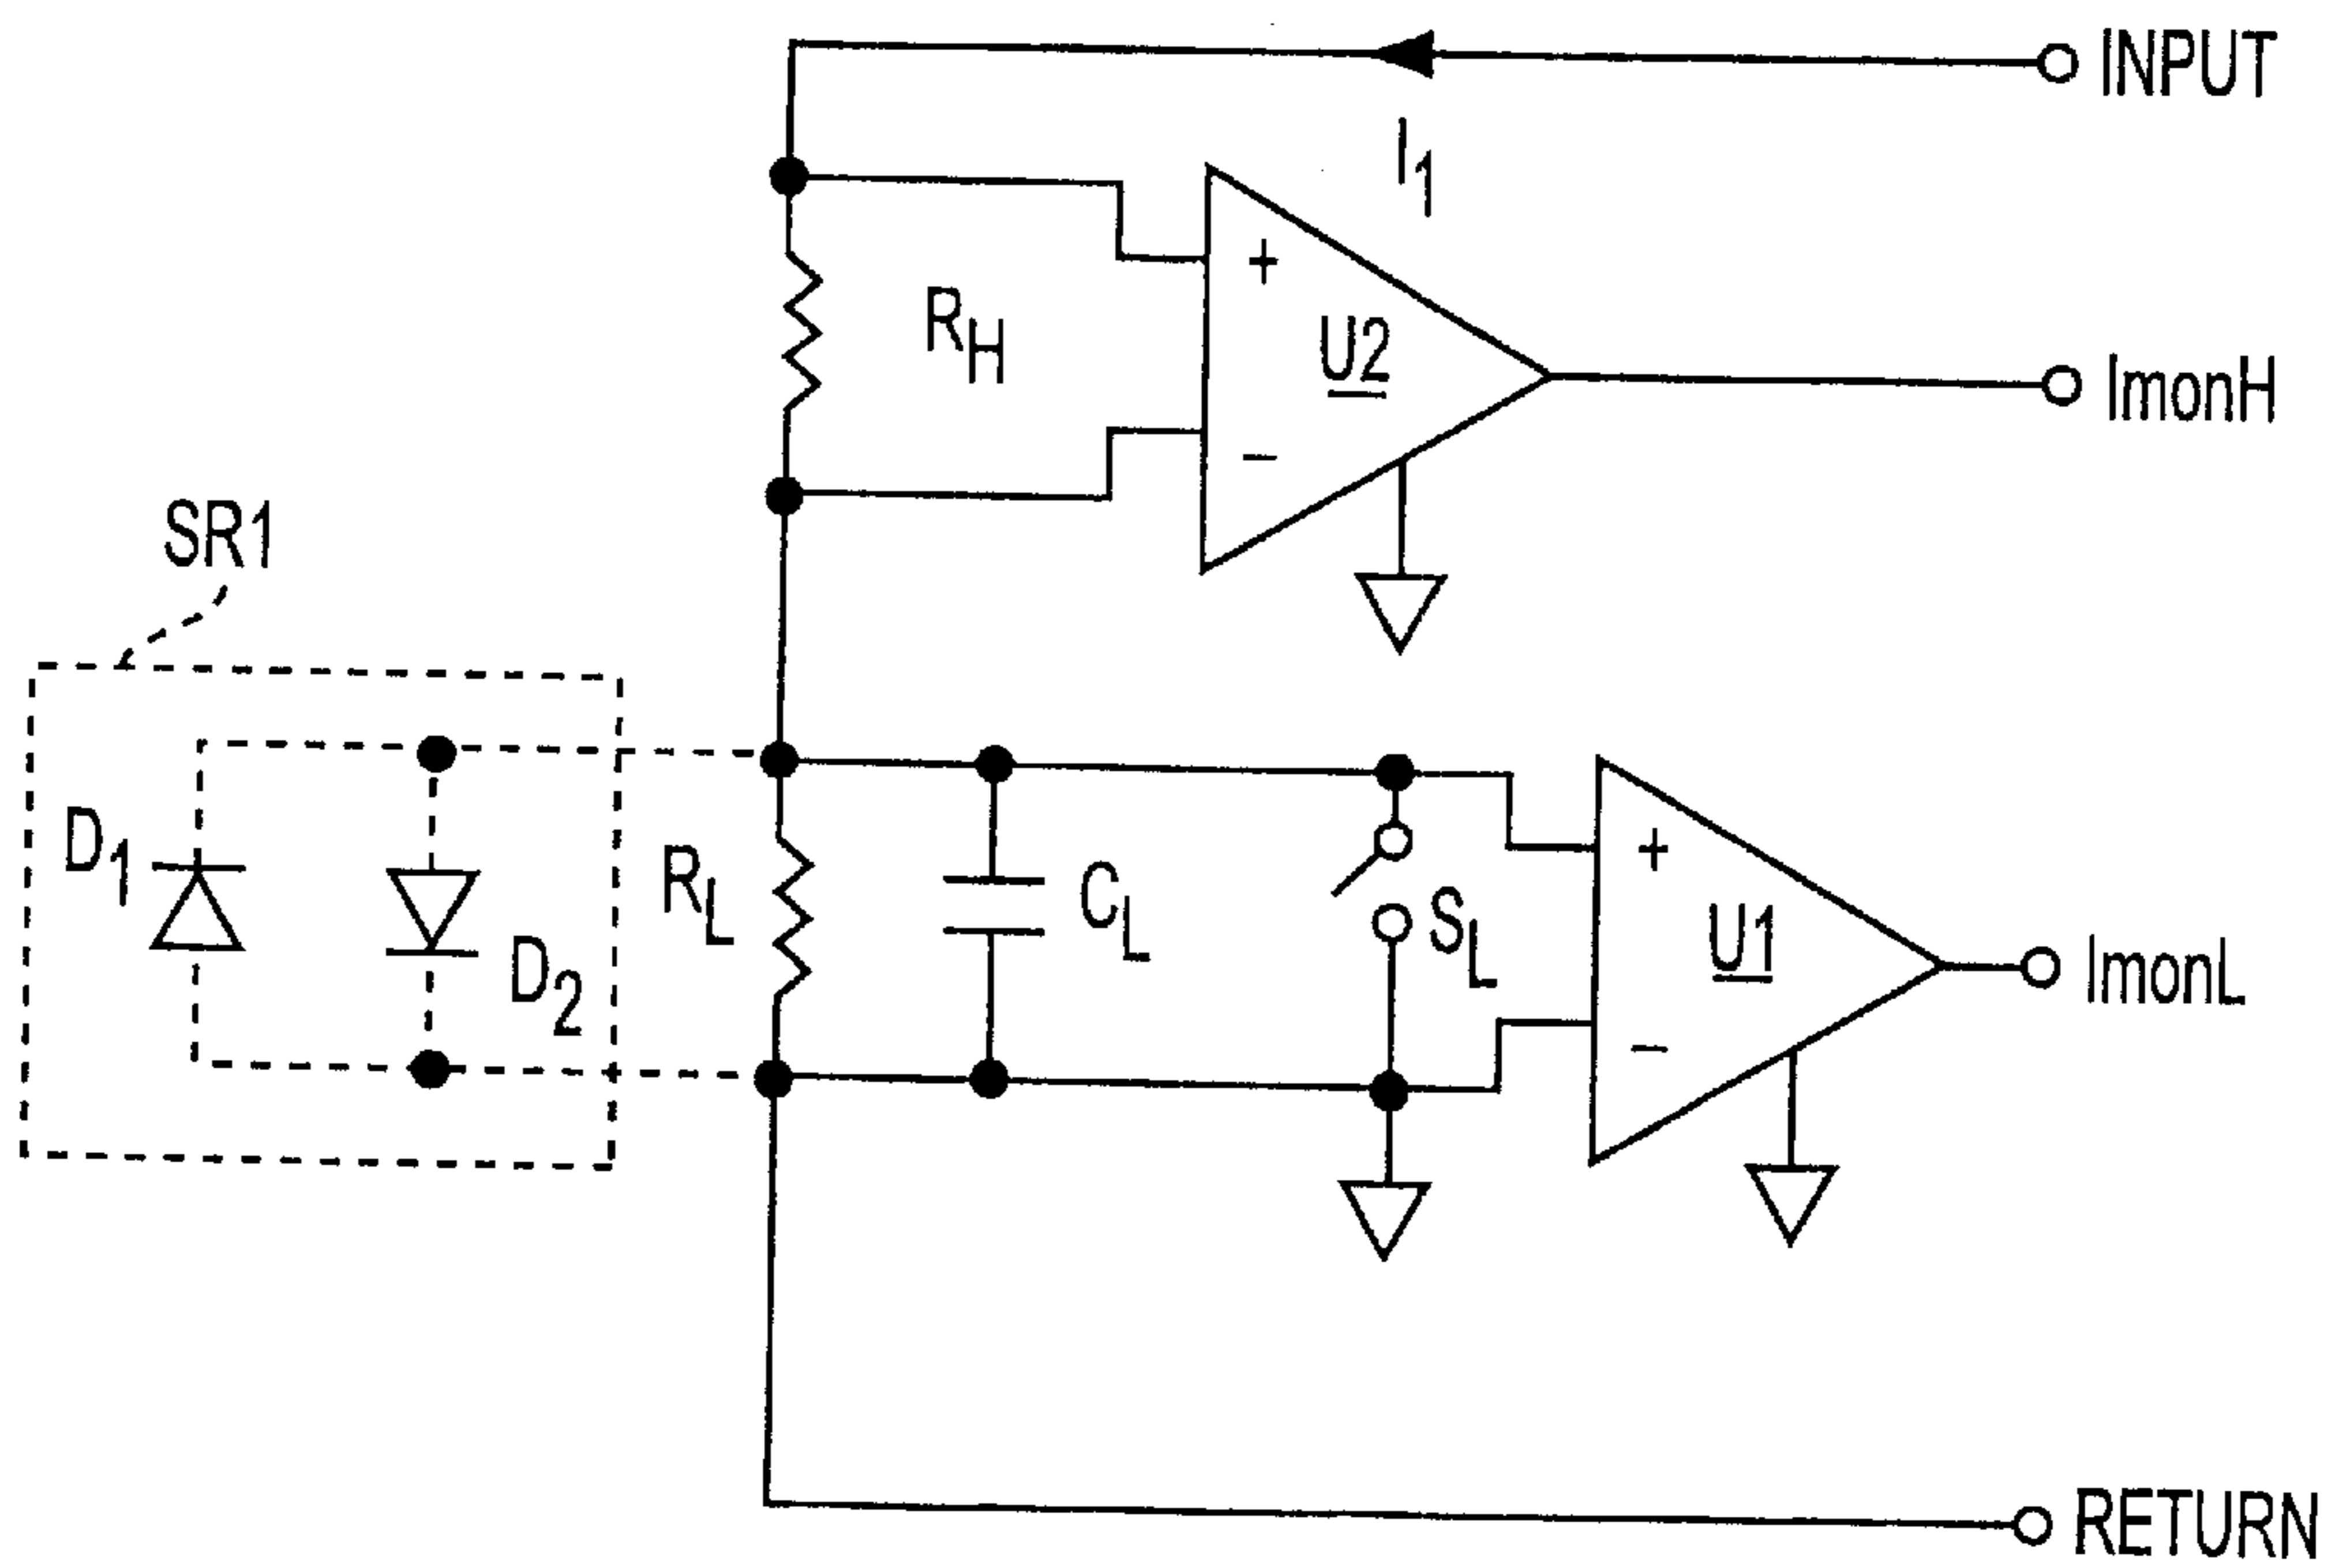 INPUT
I1
+
RH
U2
ImonH
−
SR1
D1
+
RL
CL
SL
U1
D2
ImonL
−
RETURN